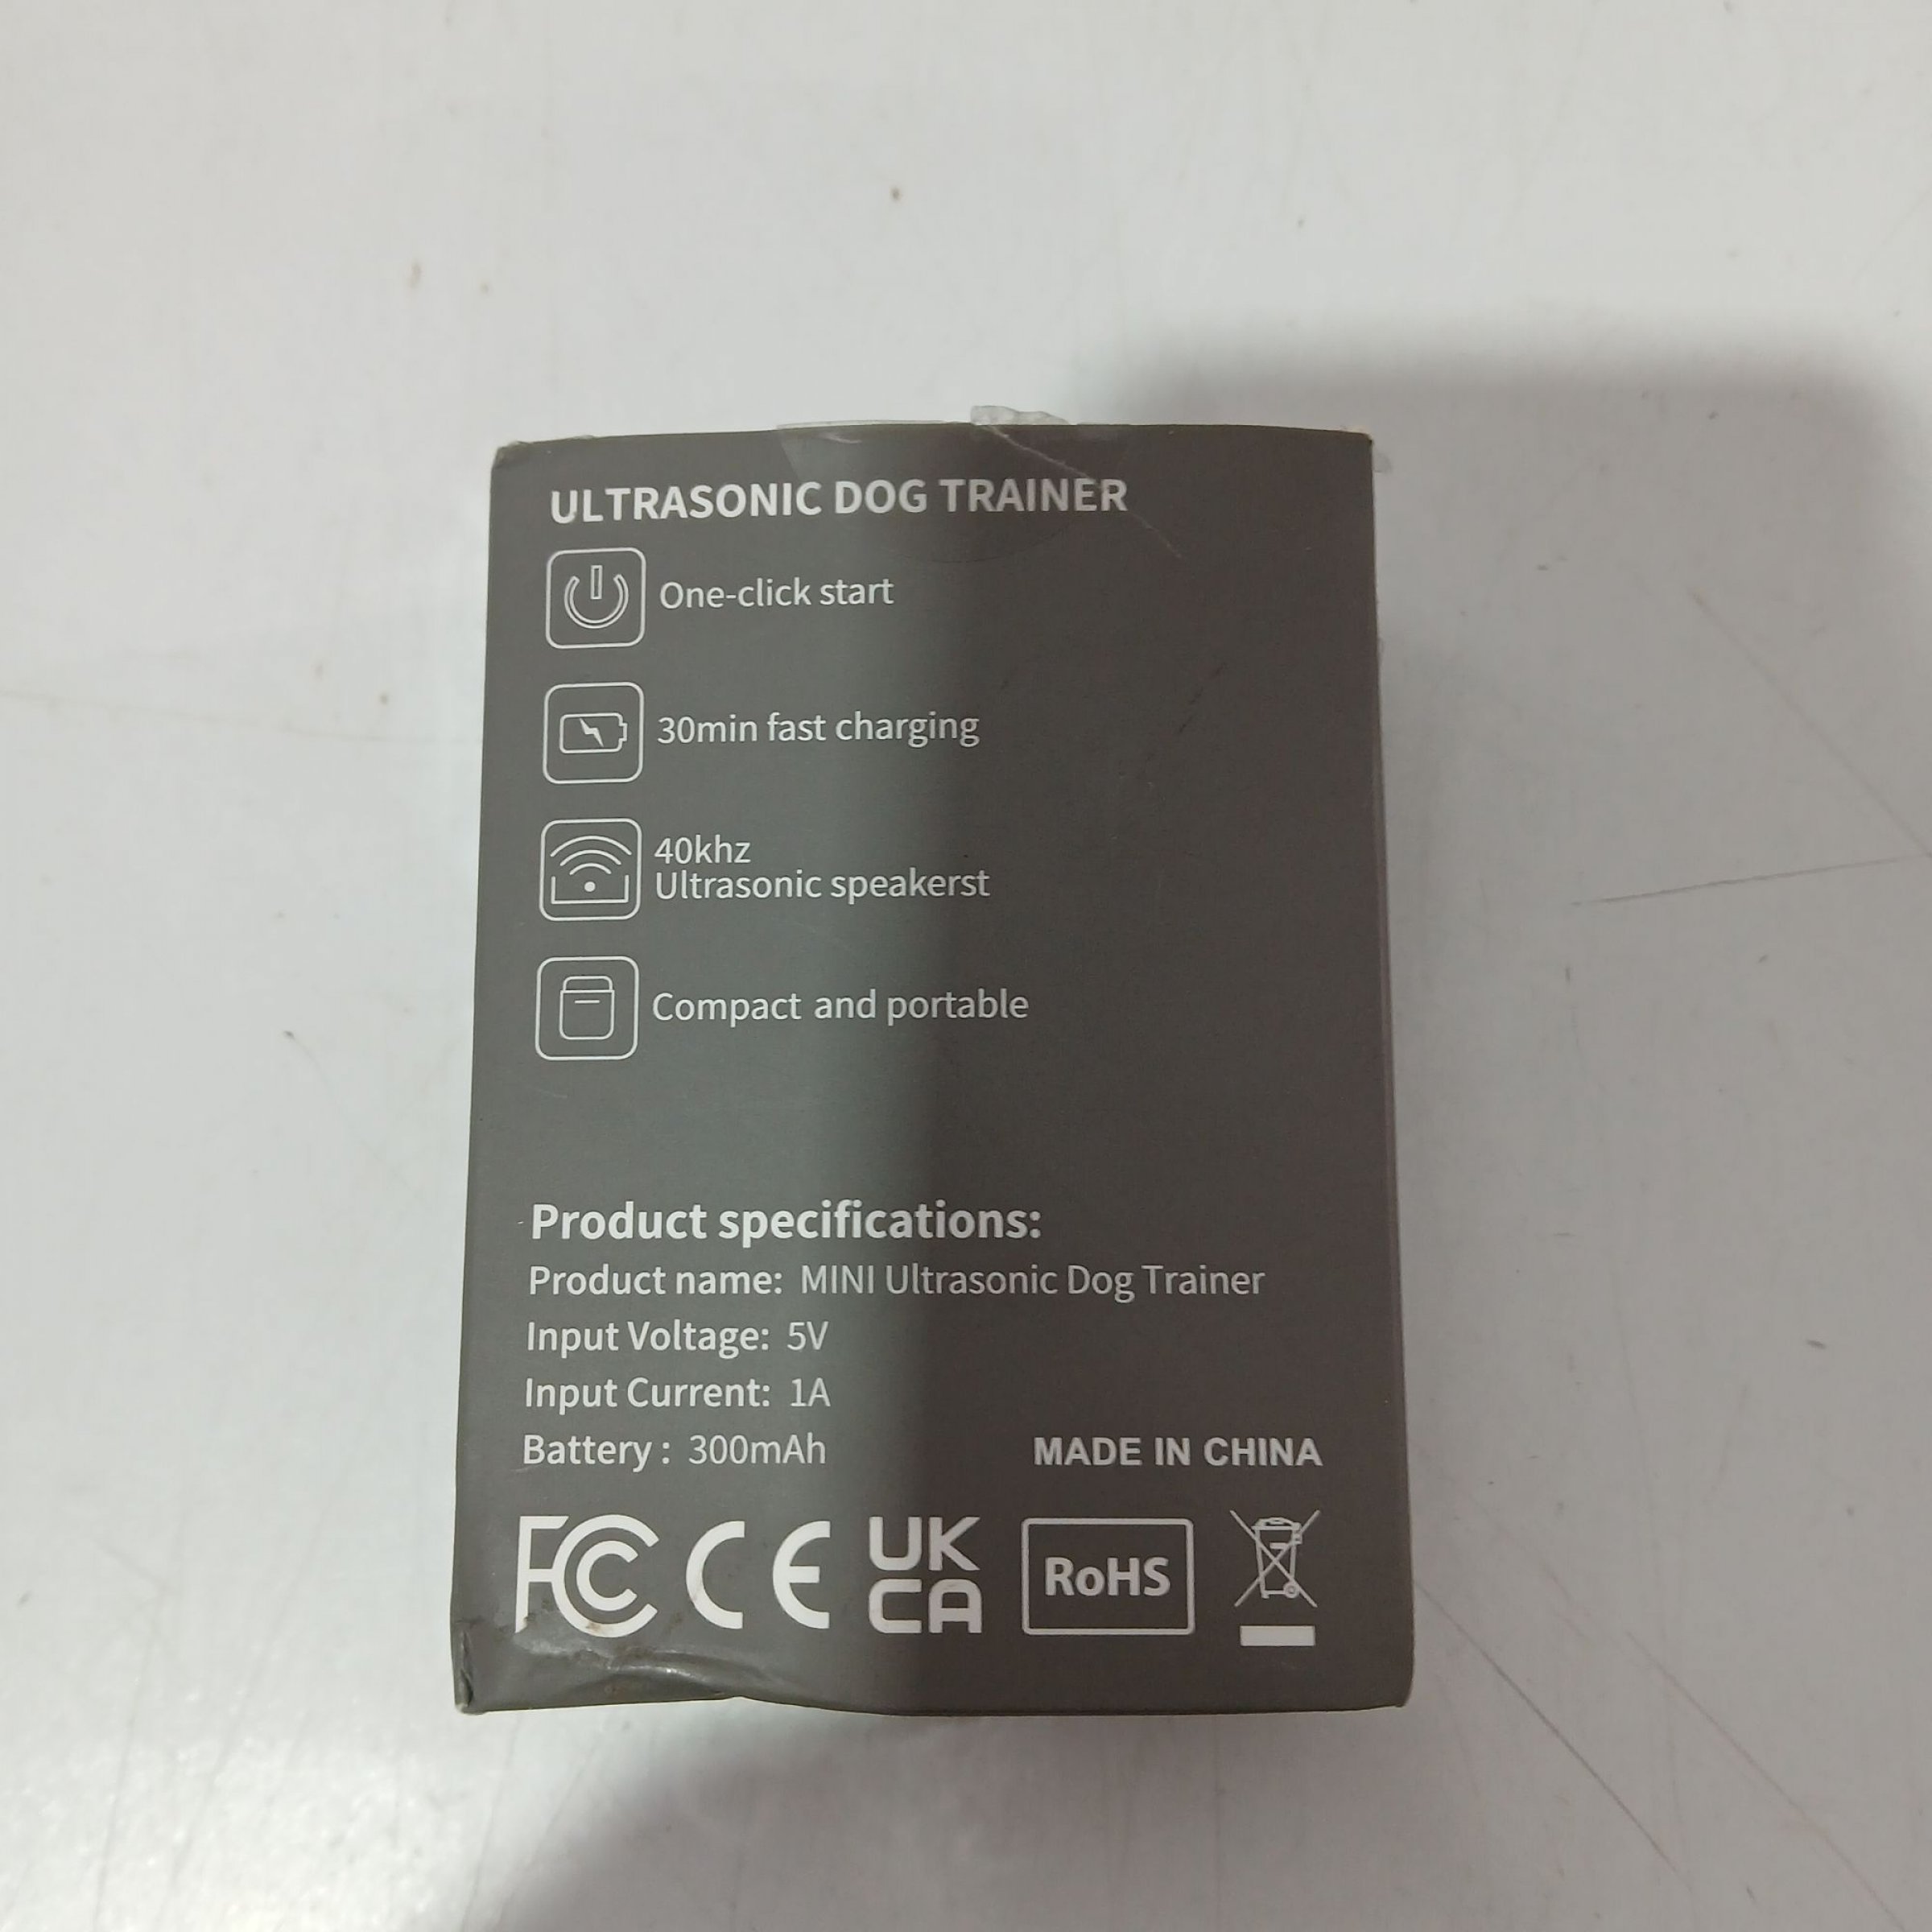 ULTRASONIC DOG TRAINER
One-click start
30min fast charging
40khz
Ultrasonic speakerst
Compact and portable
Product specifications:
Product name: MINI Ultrasonic Dog Trainer
Input Voltage: 5V
Input Current: 1A
Battery : 300mAh
MADE IN CHINA
FC CE UK CA RoHS